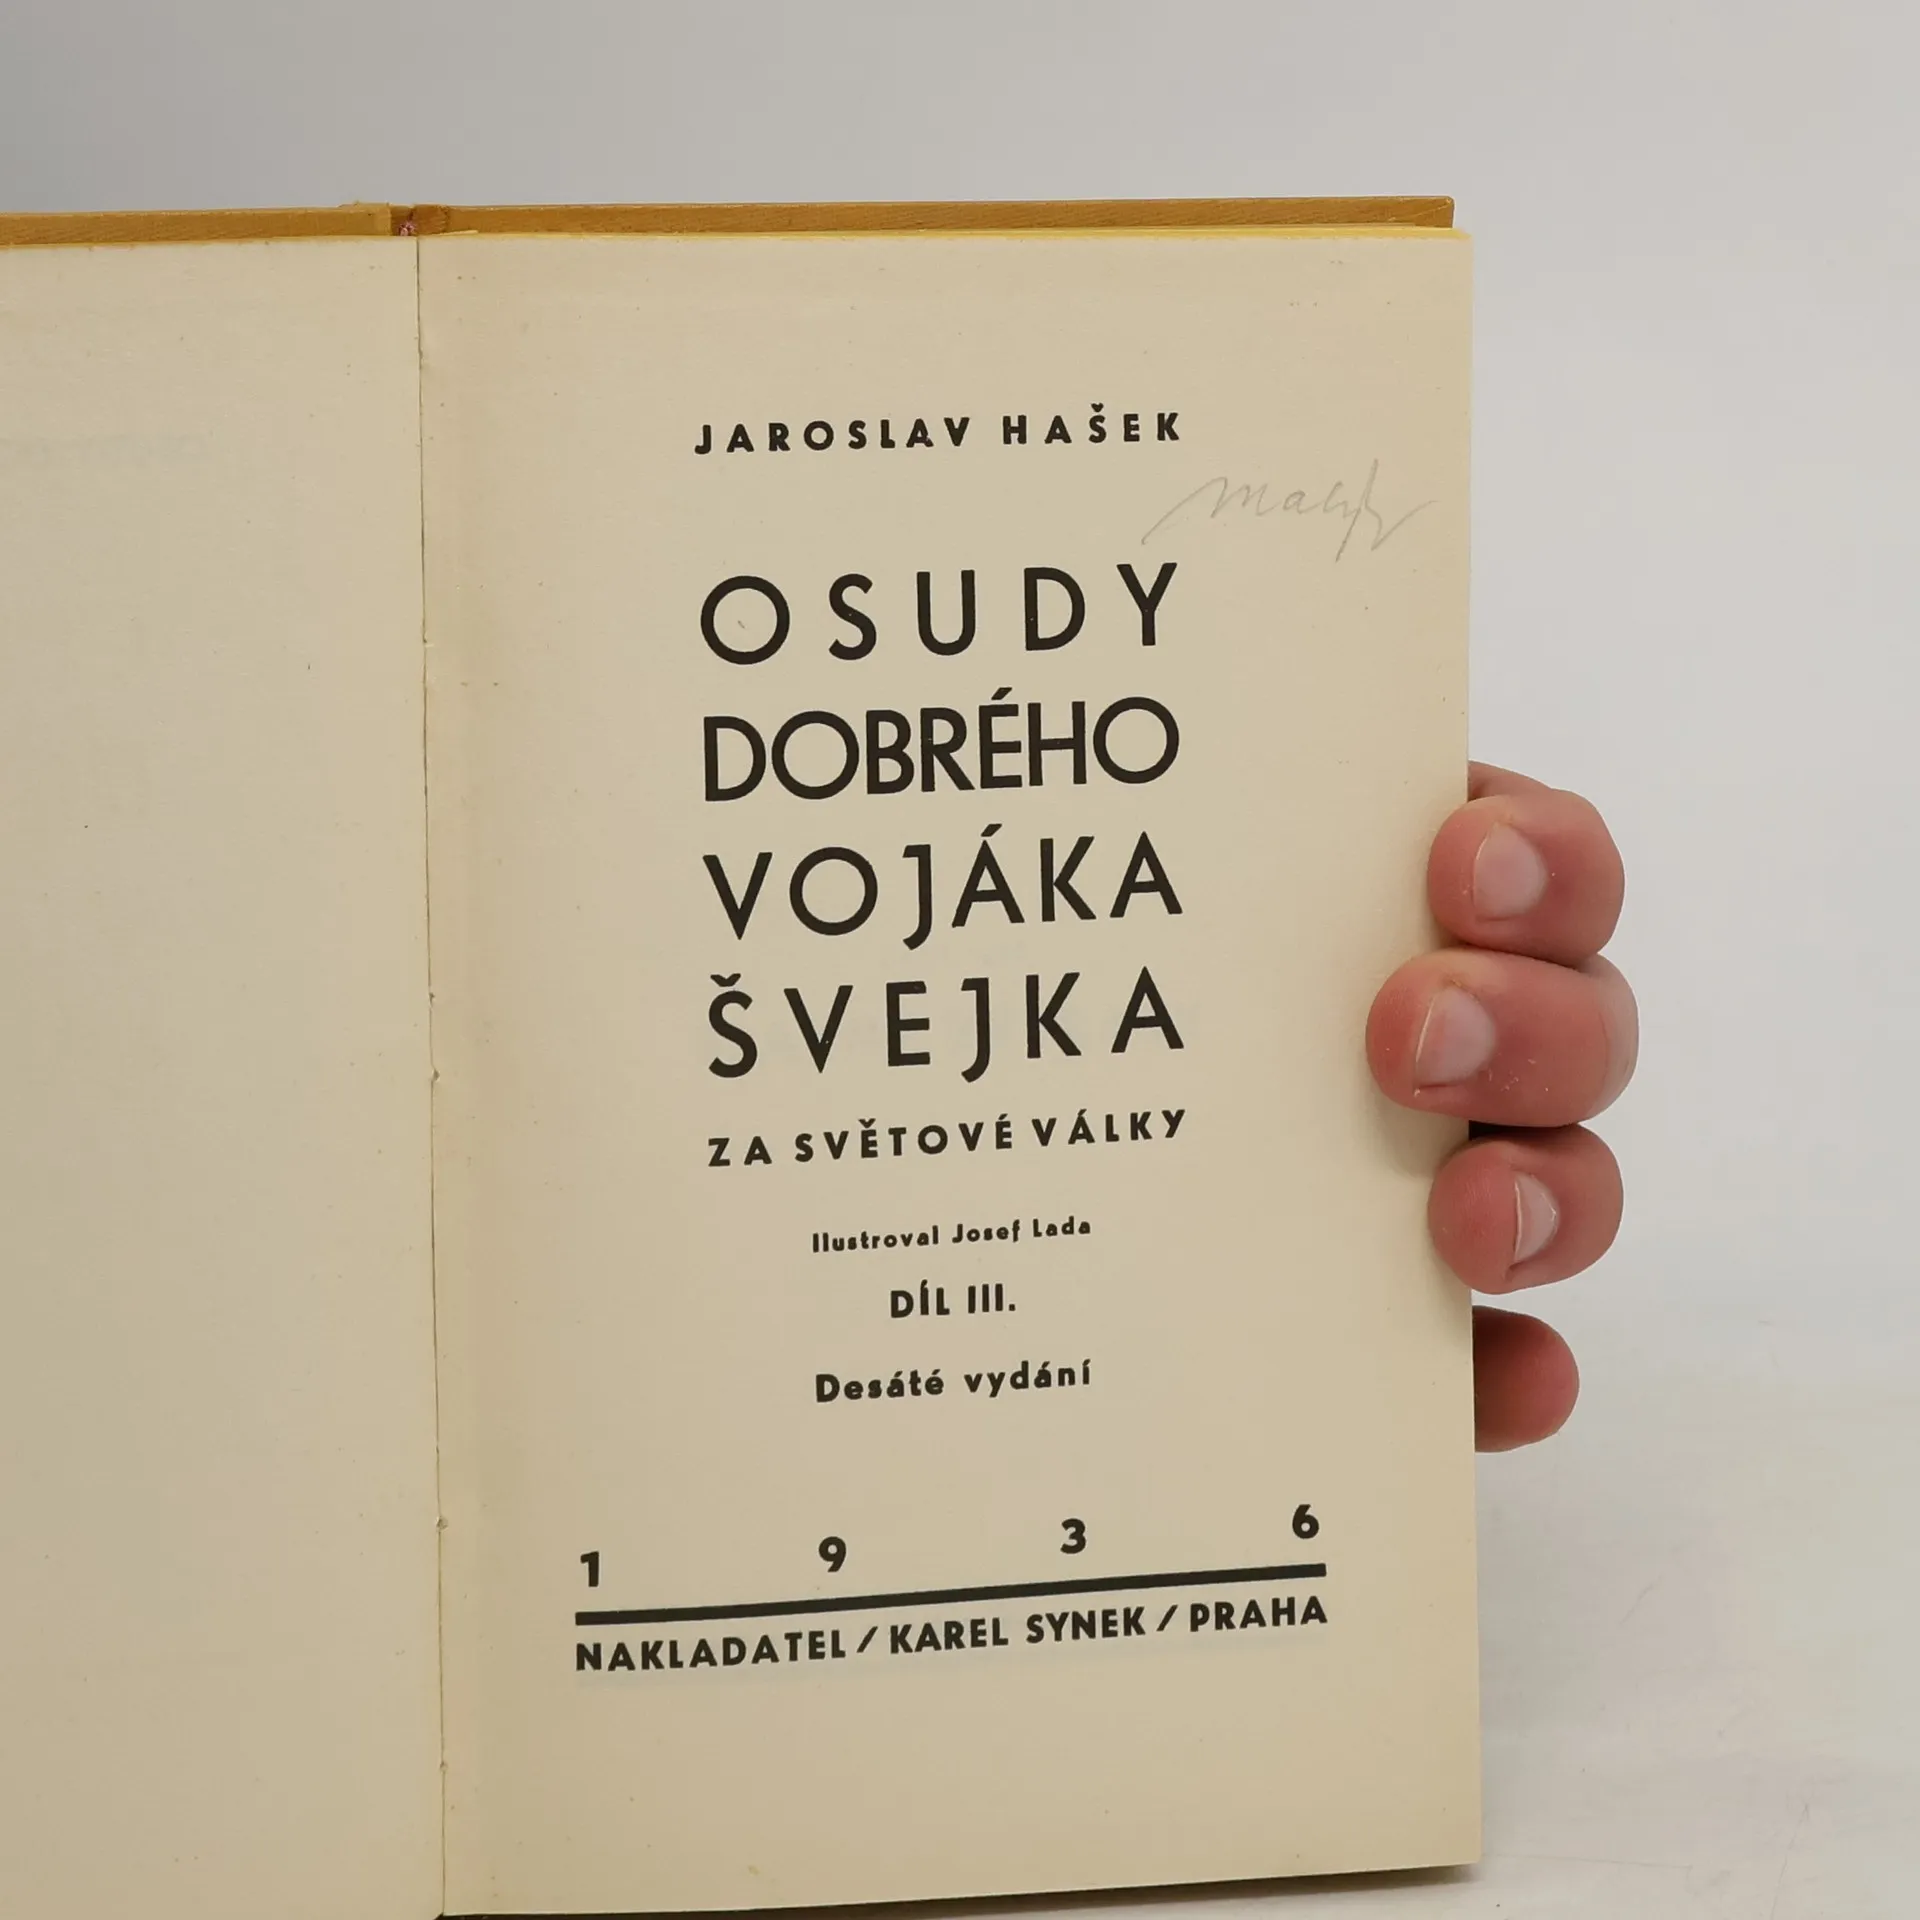 JAROSLAV HAŠEK
OSUDY
DOBRÉHO
VOJÁKA
ŠVEJKA
ZA SVĚTOVÉ VÁLKY
Ilustroval Josef Lada
DÍL III.
Desáté vydání
1 9 3 6
NAKLADATEL / KAREL SYNEK / PRAHA